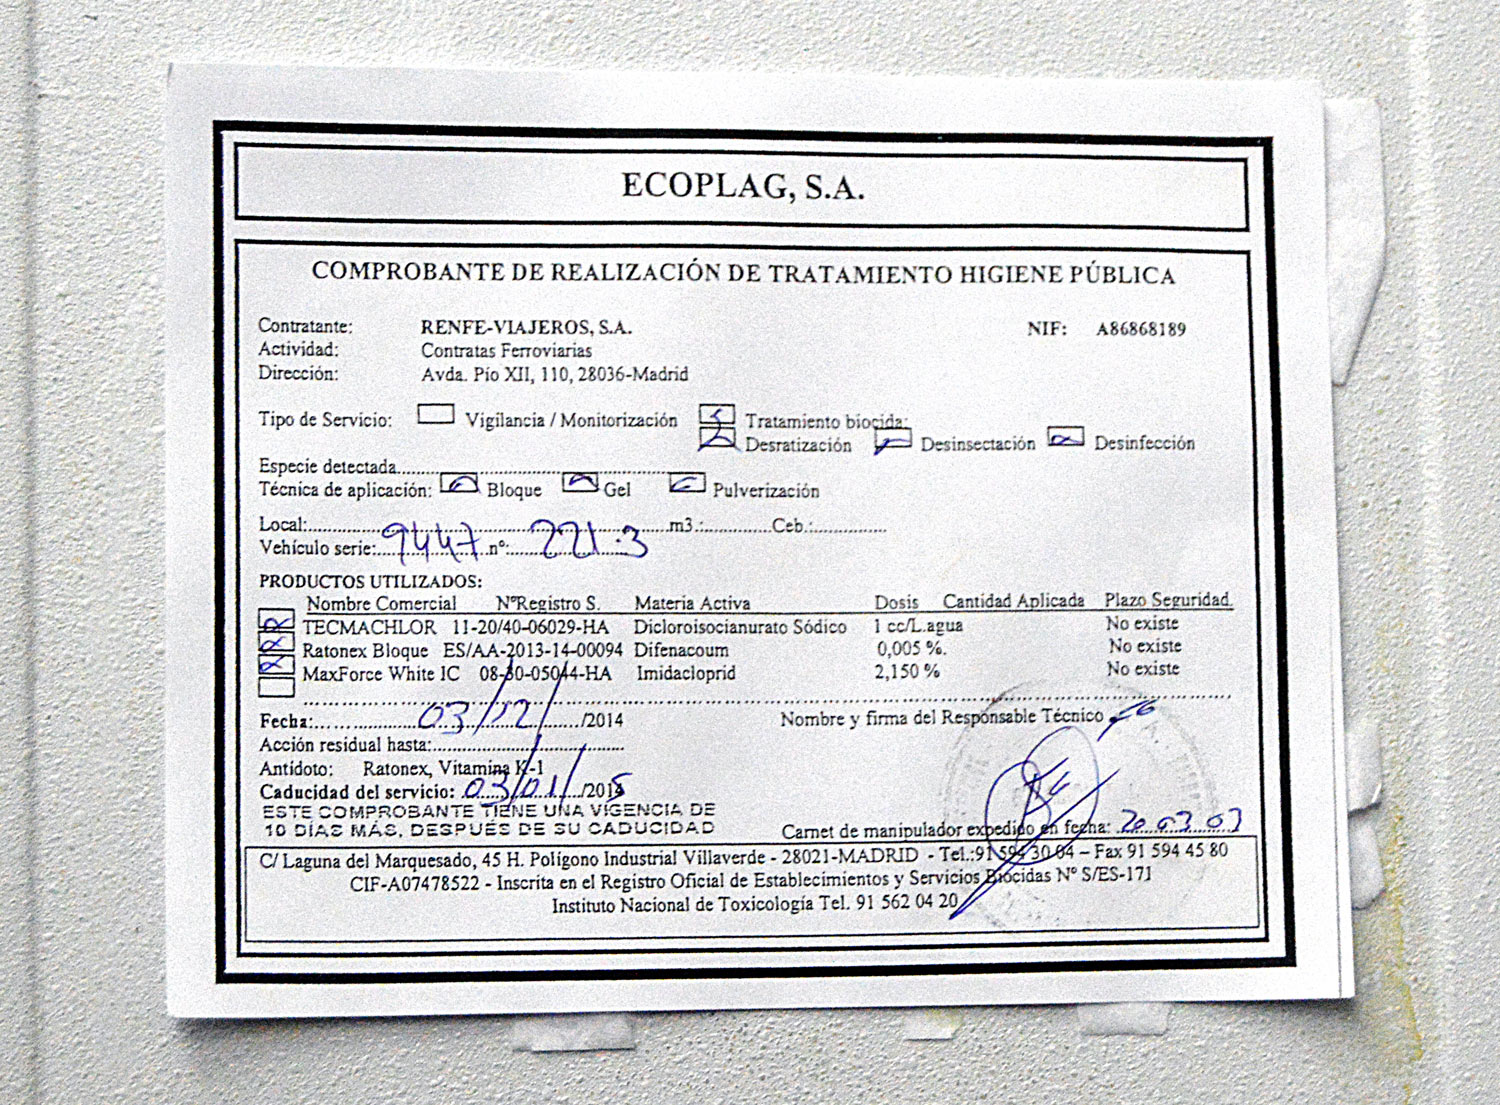 ECOPLAG, S.A.
COMPROBANTE DE REALIZACIÓN DE TRATAMIENTO HIGIENE PÚBLICA
Contratante: RENFE-VIAJEROS, S.A. NIF: A86868189
Actividad: Contratas Ferroviarias
Dirección: Avda. Pío XII, 110, 28036-Madrid
Tipo de Servicio: Vigilancia / Monitorización Tratamiento biocida:
Desratización Desinsectación Desinfección
Especie detectada
Técnica de aplicación: Bloque Gel Pulverización
Local: m3.: Ceb.:
Vehículo serie: 9447 nº: 221.3
PRODUCTOS UTILIZADOS:
Nombre Comercial NºRegistro S. Materia Activa Dosis Cantidad Aplicada Plazo Seguridad.
TECMACHLOR 11-20/40-06029-HA Dicloroisocianurato Sódico 1 cc/L.agua No existe
Ratonex Bloque ES/AA-2013-14-00094 Difenacoum 0,005 %. No existe
MaxForce White IC 08-30-05044-HA Imidacloprid 2,150 % No existe
Fecha: 03/12/2014 Nombre y firma del Responsable Técnico
Acción residual hasta:
Antídoto: Ratonex, Vitamina K-1
Caducidad del servicio: 03/01/2015
ESTE COMPROBANTE TIENE UNA VIGENCIA DE
10 DÍAS MÁS, DESPUÉS DE SU CADUCIDAD
Carnet de manipulador expedido en fecha: 20.03.03
C/ Laguna del Marquesado, 45 H. Polígono Industrial Villaverde - 28021-MADRID - Tel.:91 594 30 04 – Fax 91 594 45 80
CIF-A07478522 - Inscrita en el Registro Oficial de Establecimientos y Servicios Biocidas Nº S/ES-171
Instituto Nacional de Toxicología Tel. 91 562 04 20